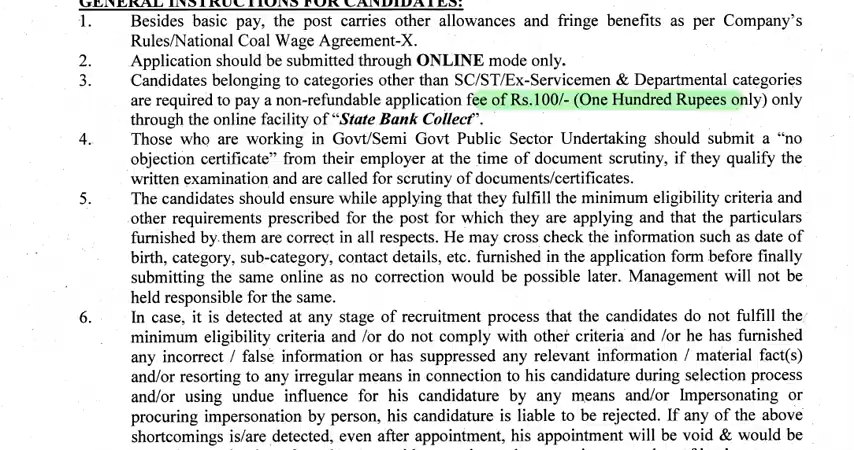 GENERAL INSTRUCTIONS FOR CANDIDATES:
1. Besides basic pay, the post carries other allowances and fringe benefits as per Company's
Rules/National Coal Wage Agreement-X.
2. Application should be submitted through ONLINE mode only.
3. Candidates belonging to categories other than SC/ST/Ex-Servicemen & Departmental categories
are required to pay a non-refundable application fee of Rs.100/- (One Hundred Rupees only) only
through the online facility of “State Bank Collect”.
4. Those who are working in Govt/Semi Govt Public Sector Undertaking should submit a “no
objection certificate” from their employer at the time of document scrutiny, if they qualify the
written examination and are called for scrutiny of documents/certificates.
5. The candidates should ensure while applying that they fulfill the minimum eligibility criteria and
other requirements prescribed for the post for which they are applying and that the particulars
furnished by them are correct in all respects. He may cross check the information such as date of
birth, category, sub-category, contact details, etc. furnished in the application form before finally
submitting the same online as no correction would be possible later. Management will not be
held responsible for the same.
6. In case, it is detected at any stage of recruitment process that the candidates do not fulfill the
minimum eligibility criteria and /or do not comply with other criteria and /or he has furnished
any incorrect / false information or has suppressed any relevant information / material fact(s)
and/or resorting to any irregular means in connection to his candidature during selection process
and/or using undue influence for his candidature by any means and/or Impersonating or
procuring impersonation by person, his candidature is liable to be rejected. If any of the above
shortcomings is/are detected, even after appointment, his appointment will be void & would be